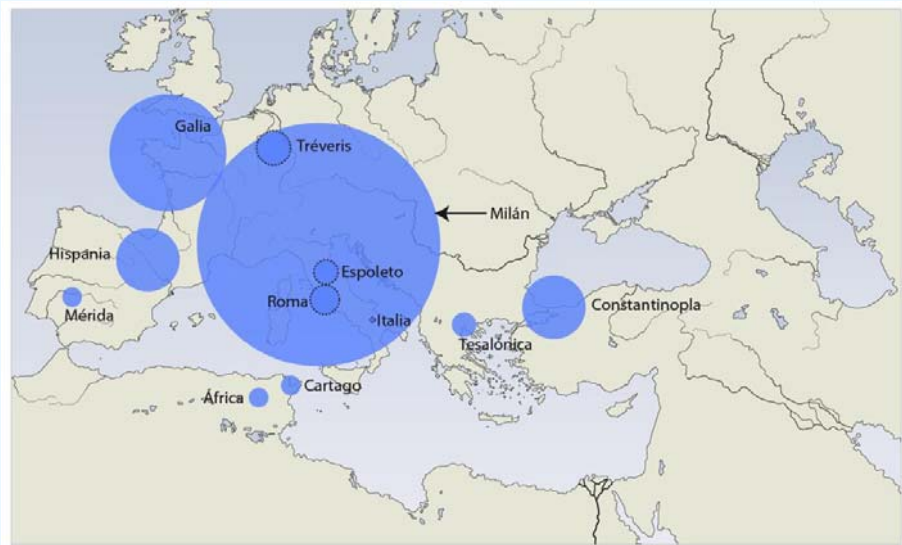 Galia
Tréveris
Milán
Hispania
Espoleto
Roma
Italia
Mérida
Constantinopla
Tesalónica
África
Cartago